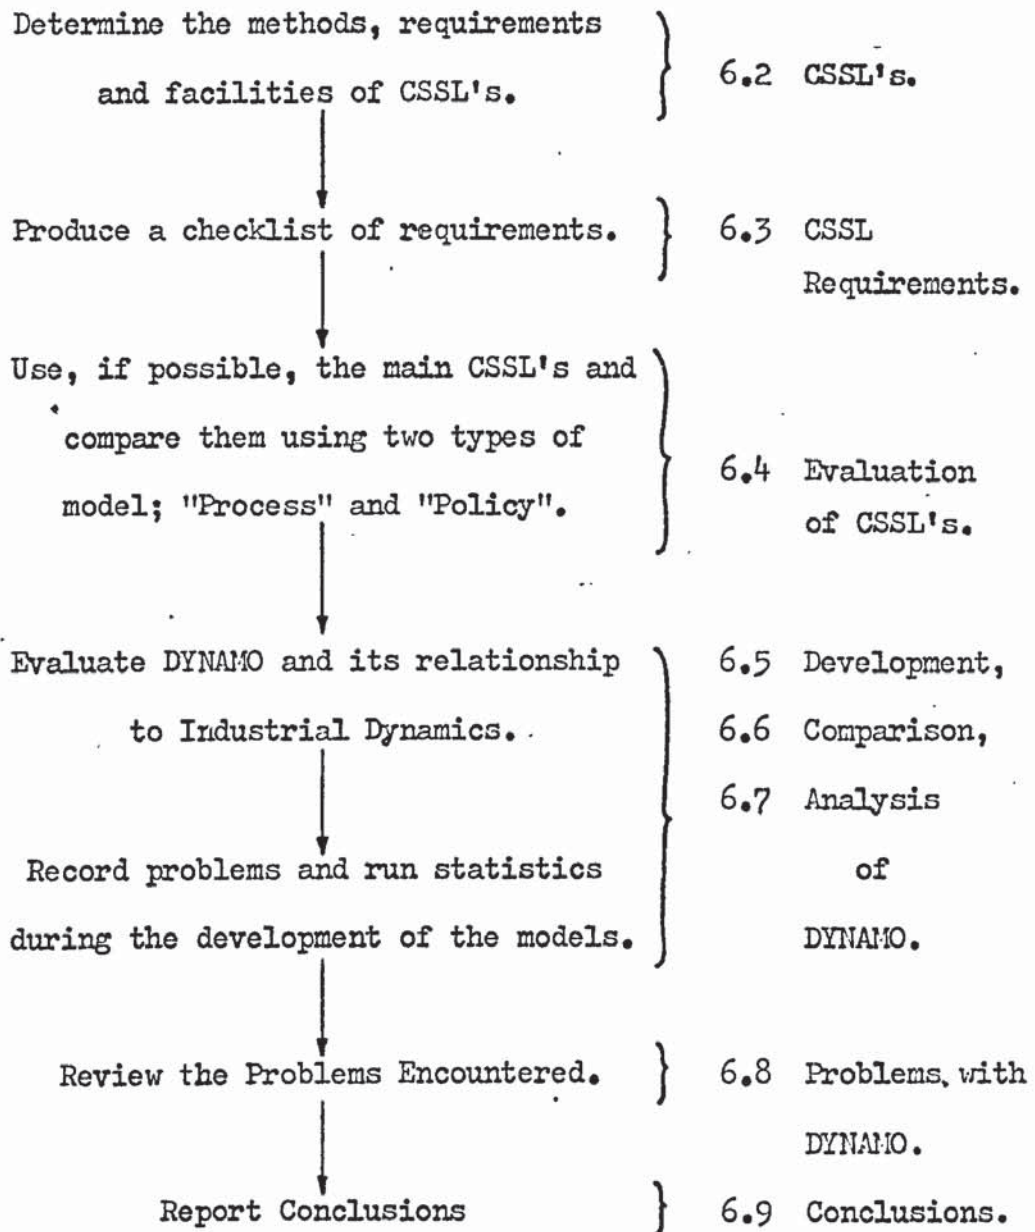 Determine the methods, requirements
and facilities of CSSL's.
6.2 CSSL's.
Produce a checklist of requirements.
6.3 CSSL
Requirements.
Use, if possible, the main CSSL's and
compare them using two types of
model; "Process" and "Policy".
6.4 Evaluation
of CSSL's.
Evaluate DYNAMO and its relationship
to Industrial Dynamics.
Record problems and run statistics
during the development of the models.
6.5 Development,
6.6 Comparison,
6.7 Analysis
of
DYNAMO.
Review the Problems Encountered.
6.8 Problems with
DYNAMO.
Report Conclusions
6.9 Conclusions.